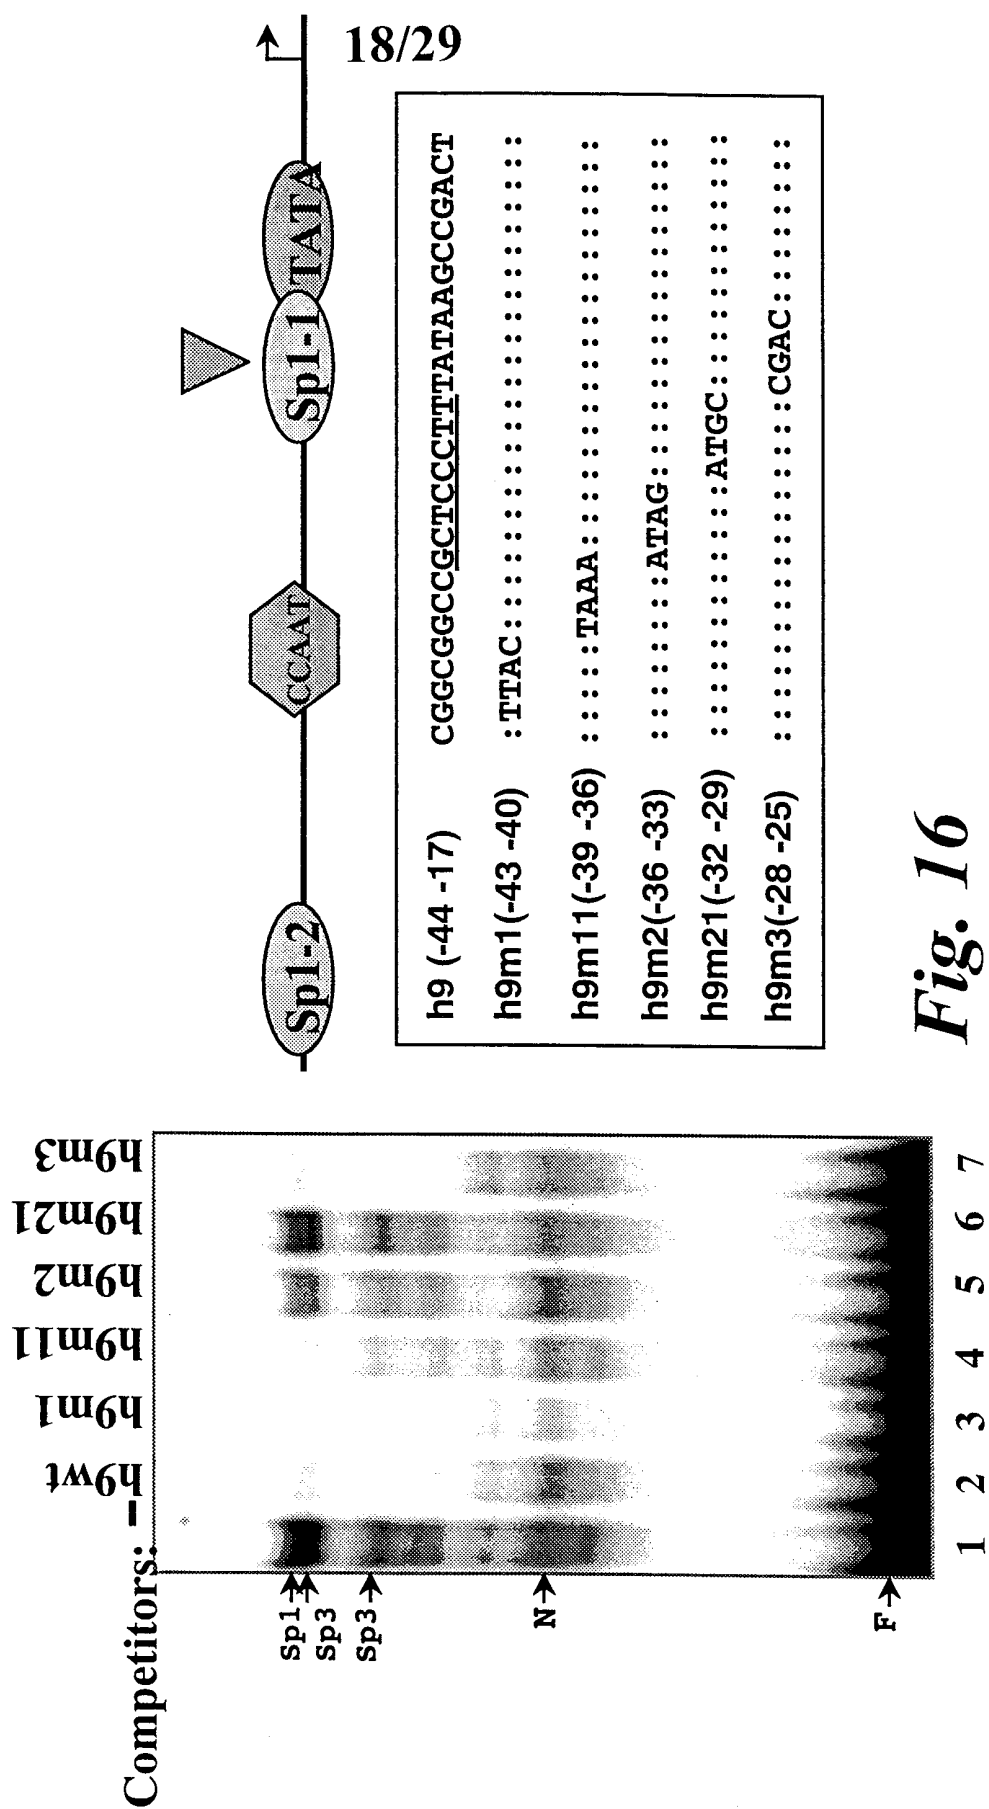 Competitors:
–
h9wt
h9m1
h9m11
h9m2
h9m21
h9m3
Sp1
Sp3
Sp3
N
F
1 2 3 4 5 6 7
Sp1-2
CCAAT
Sp1-1
TATA
18/29
h9 (-44 -17) CGGCGGCCGCTCCCTTTATAAGCCGACT
h9m1(-43 -40) :TTAC:::::::::::::::::::::::
h9m11(-39 -36) :::::TAAA:::::::::::::::::::
h9m2(-36 -33) ::::::::ATAG::::::::::::::::
h9m21(-32 -29) ::::::::::::ATGC::::::::::::
h9m3(-28 -25) ::::::::::::::::CGAC::::::::
Fig. 16